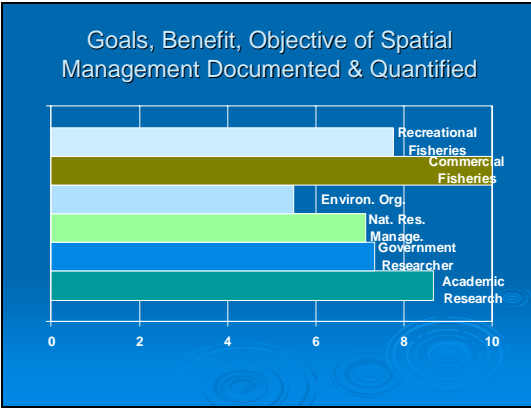 Goals, Benefit, Objective of Spatial
Management Documented & Quantified
Recreational
Fisheries
Commercial
Fisheries
Environ. Org.
Nat. Res.
Manage.
Government
Researcher
Academic
Research
0 2 4 6 8 10